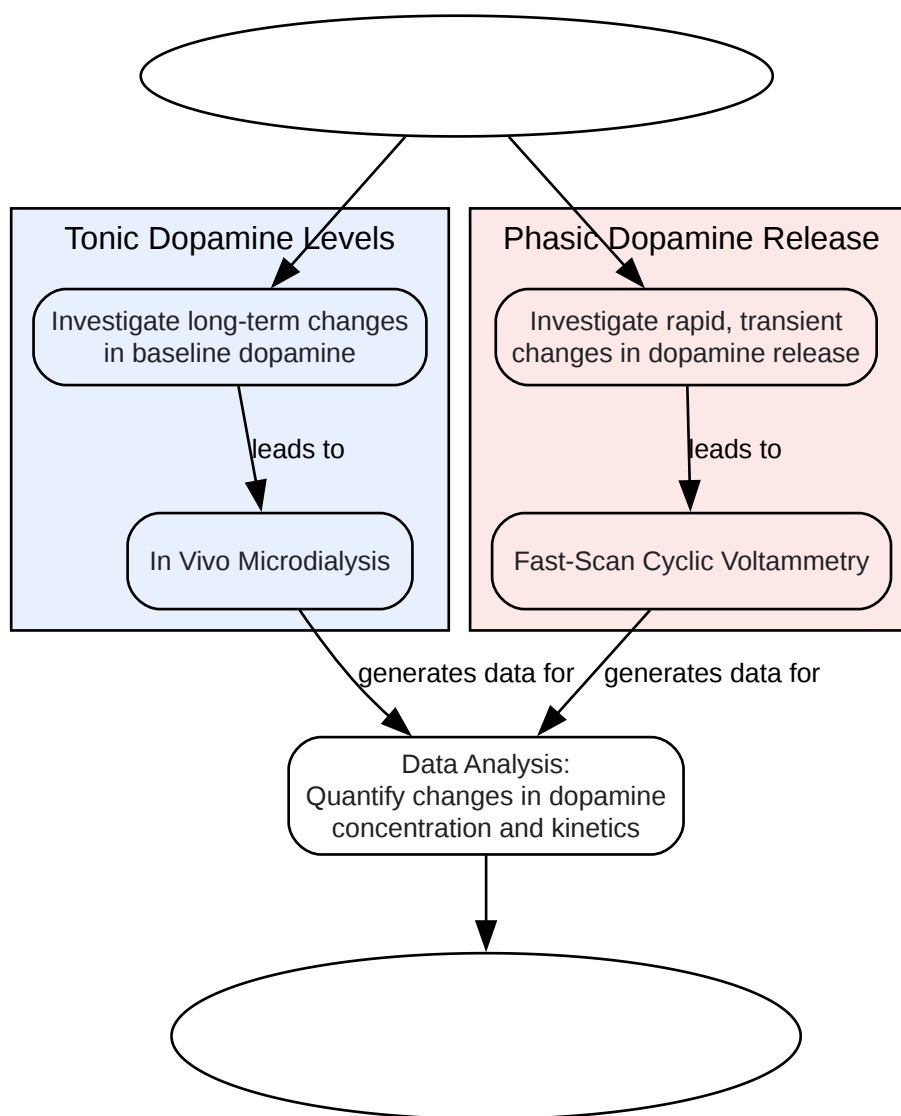 Tonic Dopamine Levels
Investigate long-term changes
in baseline dopamine
leads to
In Vivo Microdialysis
Phasic Dopamine Release
Investigate rapid, transient
changes in dopamine release
leads to
Fast-Scan Cyclic Voltammetry
generates data for
generates data for
Data Analysis:
Quantify changes in dopamine
concentration and kinetics